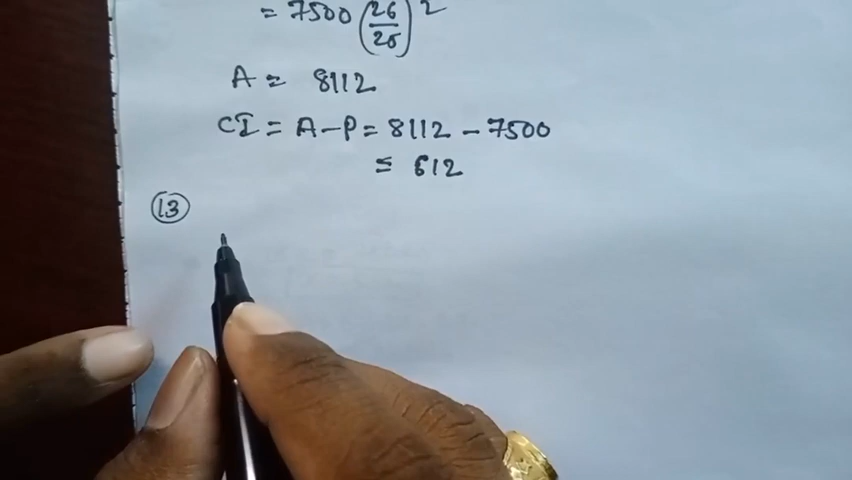 = 7500 (26/25)2
A = 8112
CI = A-P = 8112 - 7500
= 612
13